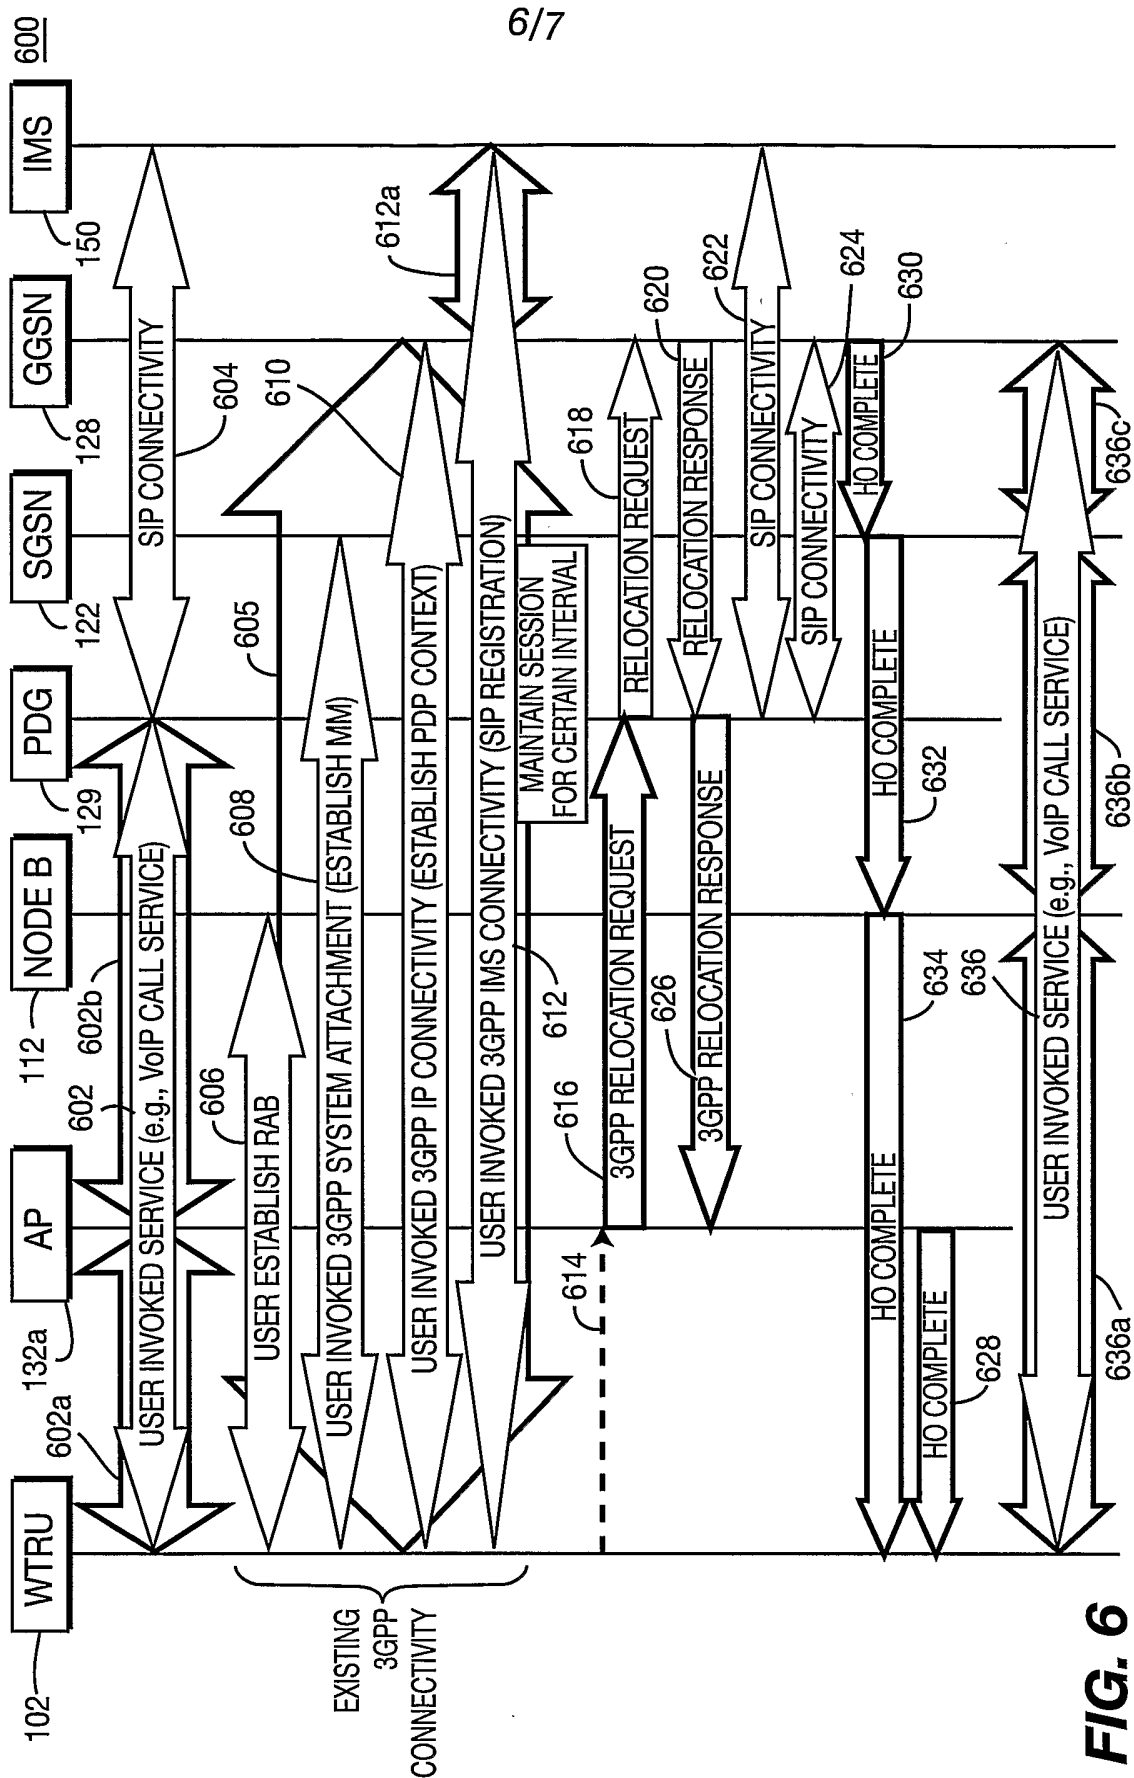 6/7
600
WTRU
AP
NODE B
PDG
SGSN
GGSN
IMS
102
132a
112
129
122
128
150
602a
602
602b
USER INVOKED SERVICE (e.g., VoIP CALL SERVICE)
SIP CONNECTIVITY
604
606
USER ESTABLISH RAB
605
608
USER INVOKED 3GPP SYSTEM ATTACHMENT (ESTABLISH MM)
610
USER INVOKED 3GPP IP CONNECTIVITY (ESTABLISH PDP CONTEXT)
612a
USER INVOKED 3GPP IMS CONNECTIVITY (SIP REGISTRATION)
612
EXISTING
3GPP
CONNECTIVITY
MAINTAIN SESSION
FOR CERTAIN INTERVAL
614
616
3GPP RELOCATION REQUEST
618
RELOCATION REQUEST
620
RELOCATION RESPONSE
626
3GPP RELOCATION RESPONSE
622
SIP CONNECTIVITY
624
SIP CONNECTIVITY
630
HO COMPLETE
HO COMPLETE
632
HO COMPLETE
634
HO COMPLETE
628
636
USER INVOKED SERVICE (e.g., VoIP CALL SERVICE)
636a
636b
636c
FIG. 6